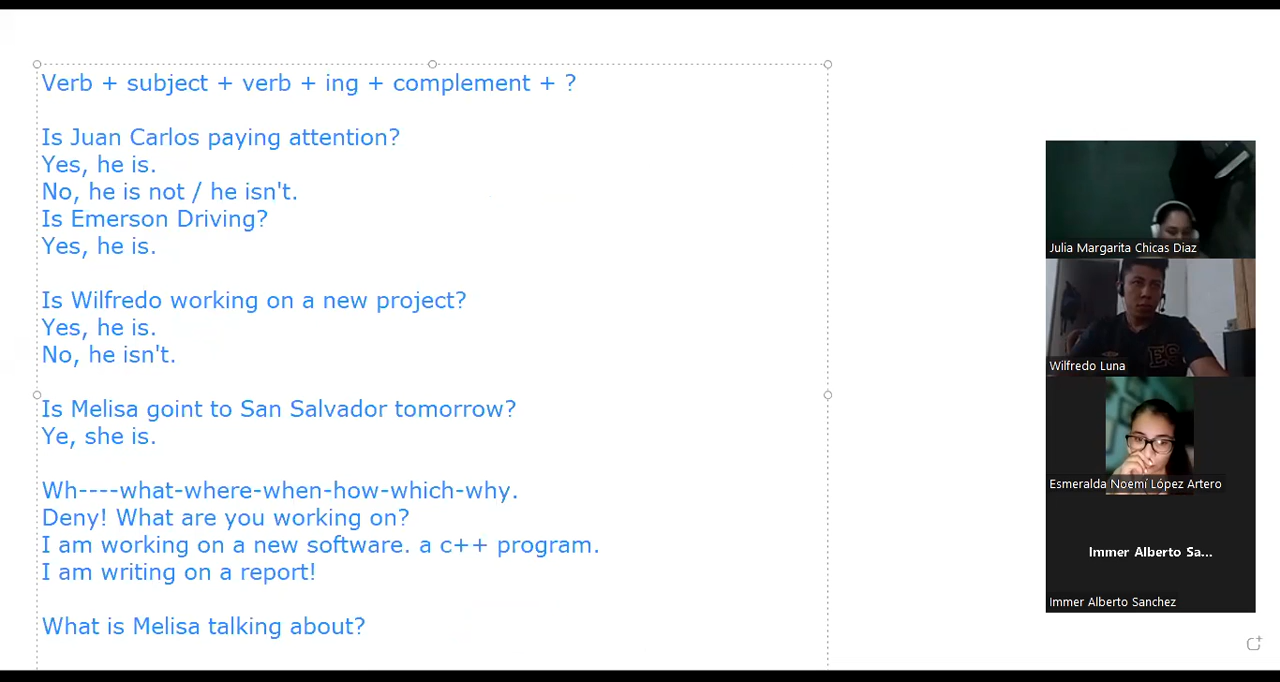 Verb + subject + verb + ing + complement + ?
Is Juan Carlos paying attention?
Yes, he is.
No, he is not / he isn't.
Is Emerson Driving?
Yes, he is.
Is Wilfredo working on a new project?
Yes, he is.
No, he isn't.
Is Melisa goint to San Salvador tomorrow?
Ye, she is.
Wh----what-where-when-how-which-why.
Deny! What are you working on?
I am working on a new software. a c++ program.
I am writing on a report!
What is Melisa talking about?
Julia Margarita Chicas Diaz
ES
Wilfredo Luna
Esmeralda Noemí López Artero
Immer Alberto Sa...
Immer Alberto Sanchez